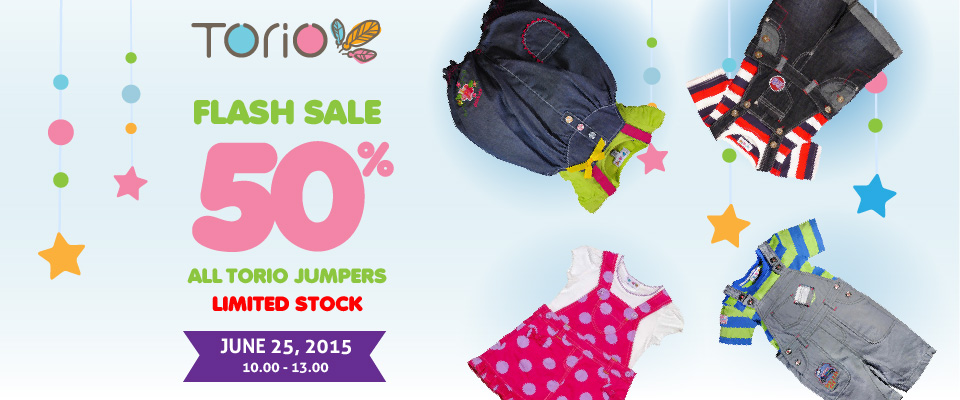 Torio
FLASH SALE
50%
ALL TORIO JUMPERS
LIMITED STOCK
JUNE 25, 2015
10.00 - 13.00